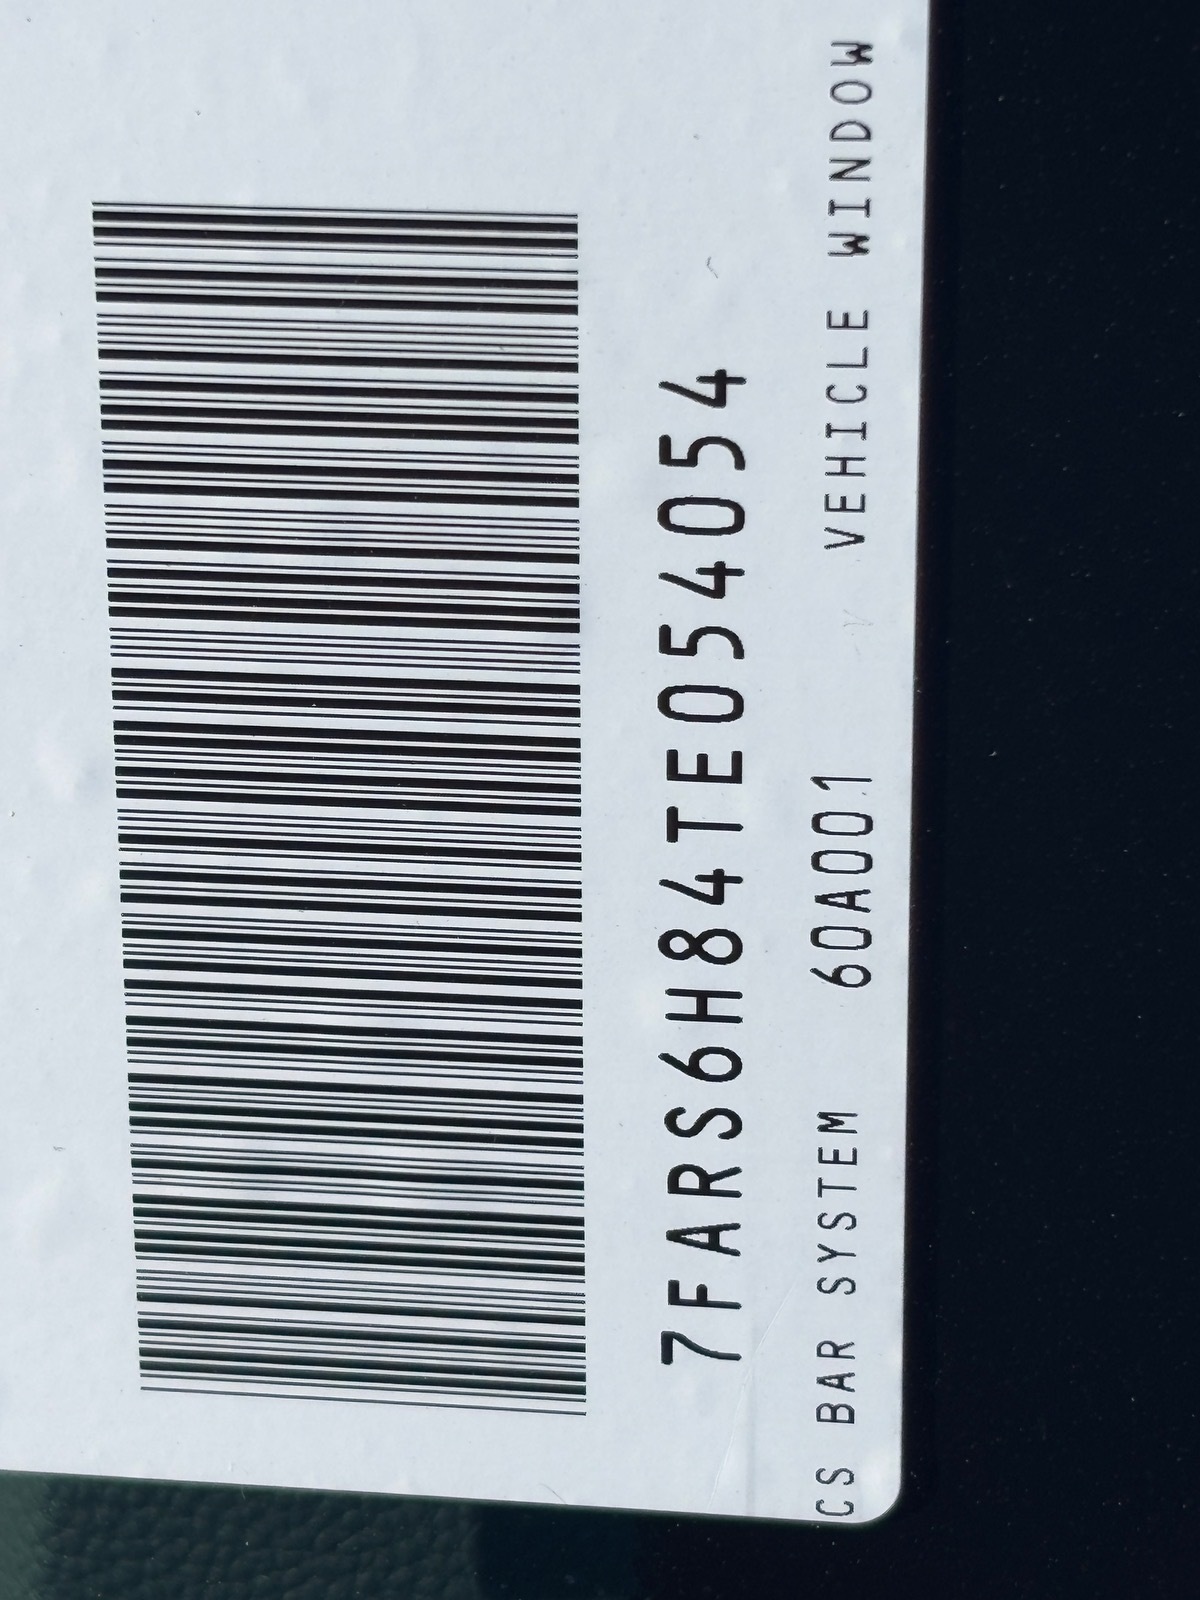 7FARS6H84TE054054
CS BAR SYSTEM 60A001 VEHICLE WINDOW